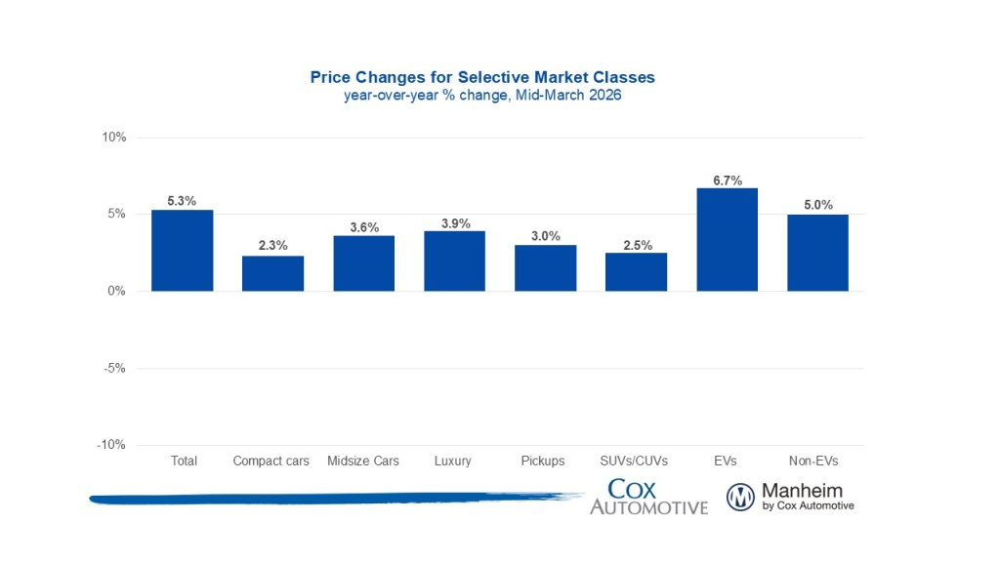 Price Changes for Selective Market Classes
year-over-year % change, Mid-March 2026
10%
5%
0%
-5%
-10%
5.3%
2.3%
3.6%
3.9%
3.0%
2.5%
6.7%
5.0%
Total
Compact cars
Midsize Cars
Luxury
Pickups
SUVs/CUVs
EVs
Non-EVs
COX
AUTOMOTIVE
M
Manheim
by Cox Automotive